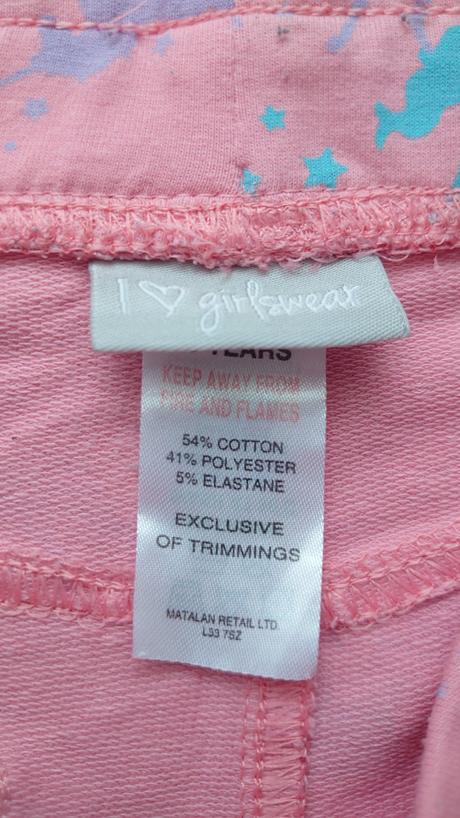 I ♡ girlswear
YEARS
KEEP AWAY FROM
FIRE AND FLAMES
54% COTTON
41% POLYESTER
5% ELASTANE
EXCLUSIVE
OF TRIMMINGS
MATALAN RETAIL LTD
L33 7SZ